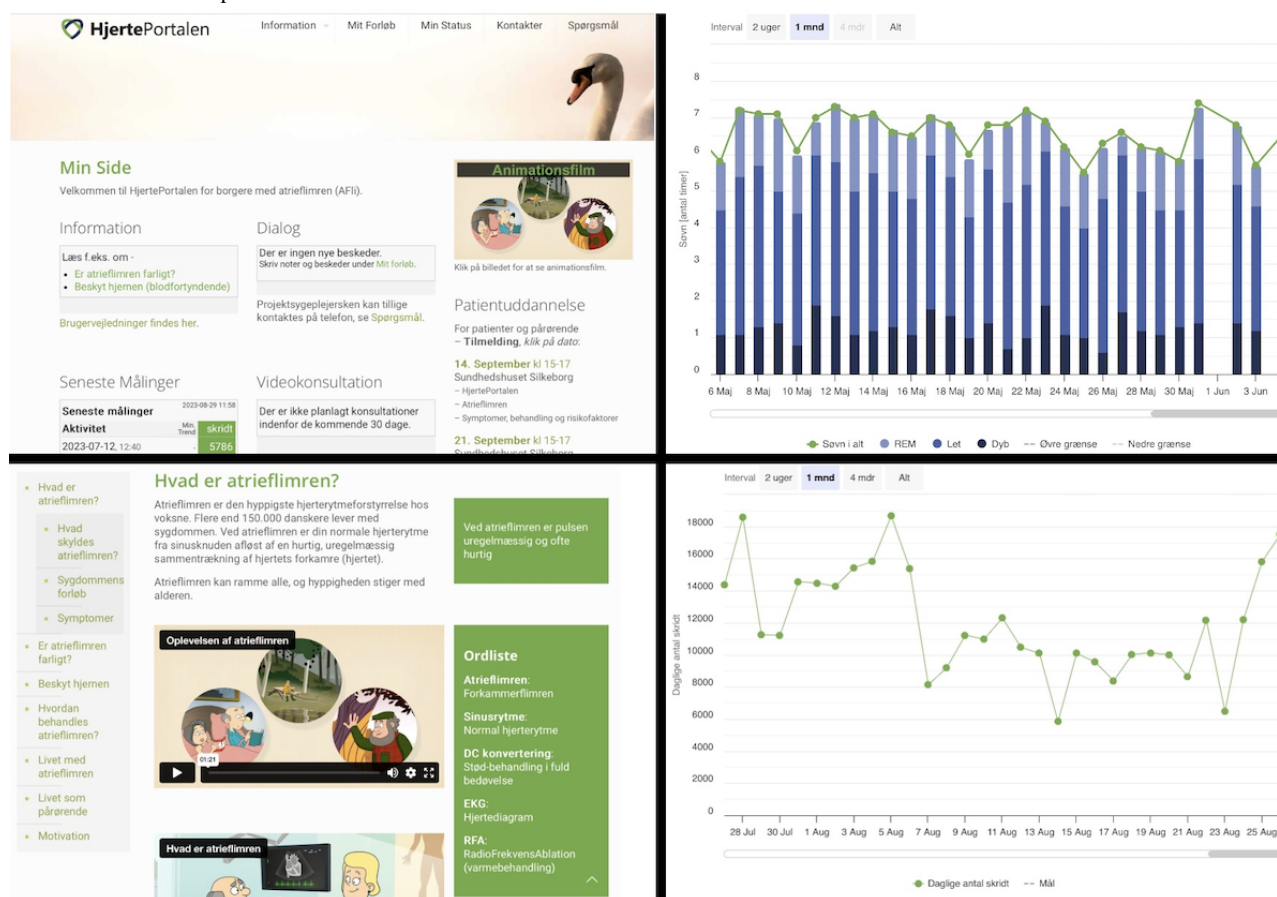 HjertePortalen
Information
Mit Forløb
Min Status
Kontakter
Spørgsmål
Min Side
Velkommen til HjertePortalen for borgere med atrieflimren (AFli).
Information
Læs f.eks. om -
Er atrieflimren farligt?
Beskyt hjernen (blodfortyndende)
Brugervejledninger findes her.
Dialog
Der er ingen nye beskeder.
Skriv noter og beskeder under Mit forløb.
Projektsygeplejersken kan tillige
kontaktes på telefon, se Spørgsmål.
Animationsfilm
Klik på billedet for at se animationsfilm.
Patientuddannelse
For patienter og pårørende
– Tilmelding, klik på dato:
14. September kl 15-17
Sundhedshuset Silkeborg
– HjertePortalen
– Atrieflimren
– Symptomer, behandling og risikofaktorer
21. September kl 15-17
Sundhedshuset Silkeborg
Seneste Målinger
Seneste målinger 2023-08-29 11:58
Aktivitet Min. Trend skridt
2023-07-12, 12:40 - 5786
Videokonsultation
Der er ikke planlagt konsultationer
indenfor de kommende 30 dage.
Interval 2 uger 1 mnd 4 mdr Alt
Søvn [antal timer]
8
7
6
5
4
3
2
1
0
6 Maj 8 Maj 10 Maj 12 Maj 14 Maj 16 Maj 18 Maj 20 Maj 22 Maj 24 Maj 26 Maj 28 Maj 30 Maj 1 Jun 3 Jun
Søvn i alt REM Let Dyb Øvre grænse Nedre grænse
Hvad er
atrieflimren?
Hvad
skyldes
atrieflimren?
Sygdommens
forløb
Symptomer
Er atrieflimren
farligt?
Beskyt hjernen
Hvordan
behandles
atrieflimren?
Livet med
atrieflimren
Livet som
pårørende
Motivation
Hvad er atrieflimren?
Atrieflimren er den hyppigste hjerterytmeforstyrrelse hos
voksne. Flere end 150.000 danskere lever med
sygdommen. Ved atrieflimren er din normale hjerterytme
fra sinusknuden afløst af en hurtig, uregelmæssig
sammentrækning af hjertets forkamre (hjertet).
Atrieflimren kan ramme alle, og hyppigheden stiger med
alderen.
Oplevelsen af atrieflimren
01:21
Hvad er atrieflimren
Ved atrieflimren er pulsen
uregelmæssig og ofte
hurtig
Ordliste
Atrieflimren:
Forkammerflimren
Sinusrytme:
Normal hjerterytme
DC konvertering:
Stød-behandling i fuld
bedøvelse
EKG:
Hjertediagram
RFA:
RadioFrekvensAblation
(varmebehandling)
Interval 2 uger 1 mnd 4 mdr Alt
Daglige antal skridt
18000
16000
14000
12000
10000
8000
6000
4000
2000
0
28 Jul 30 Jul 1 Aug 3 Aug 5 Aug 7 Aug 9 Aug 11 Aug 13 Aug 15 Aug 17 Aug 19 Aug 21 Aug 23 Aug 25 Aug
Daglige antal skridt Mål